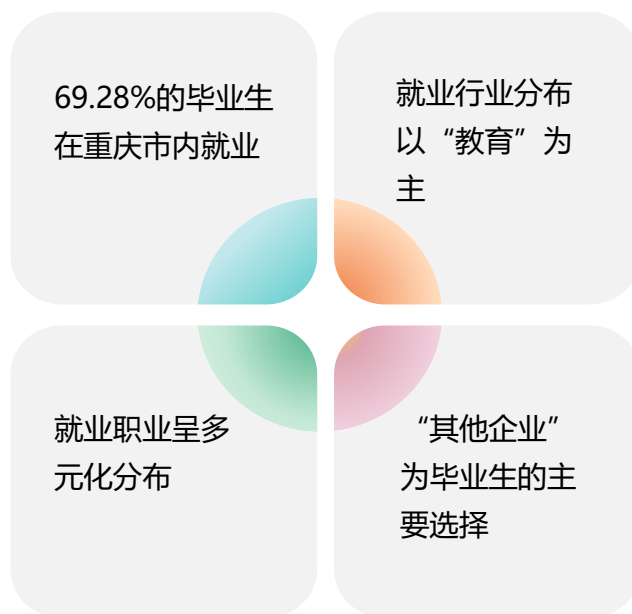 69.28%的毕业生
在重庆市内就业
就业行业分布
以“教育”为
主
就业职业呈多
元化分布
“其他企业”
为毕业生的主
要选择